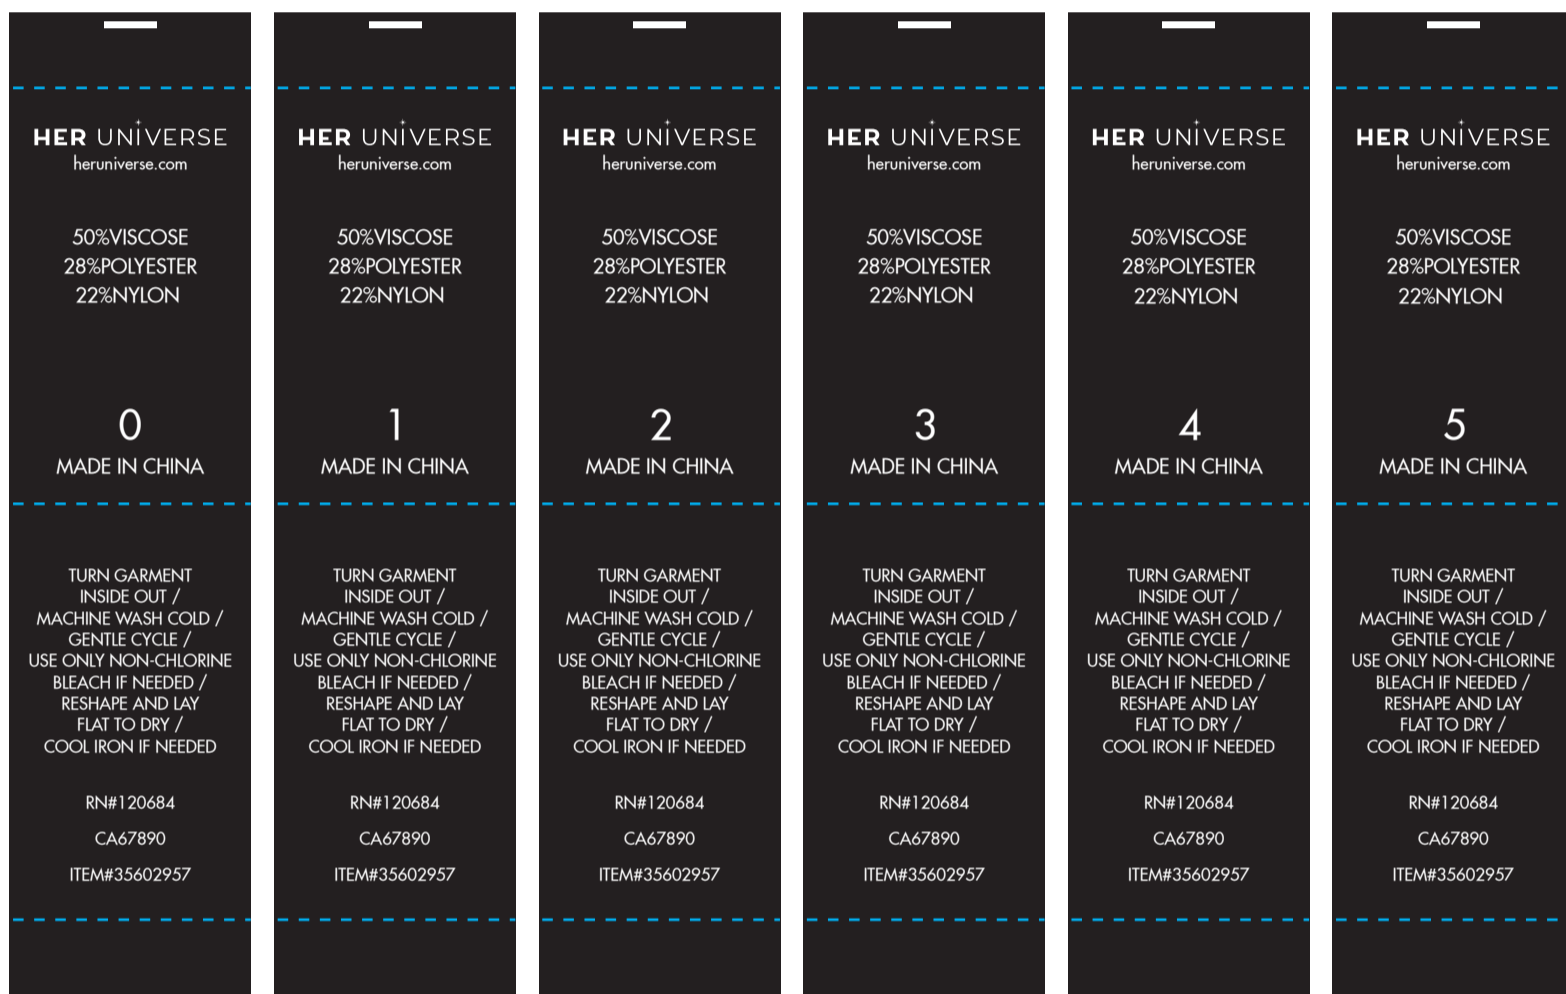 HER UNIVERSE
heruniverse.com
50%VISCOSE
28%POLYESTER
22%NYLON
0
MADE IN CHINA
TURN GARMENT
INSIDE OUT /
MACHINE WASH COLD /
GENTLE CYCLE /
USE ONLY NON-CHLORINE
BLEACH IF NEEDED /
RESHAPE AND LAY
FLAT TO DRY /
COOL IRON IF NEEDED
RN#120684
CA67890
ITEM#35602957
HER UNIVERSE
heruniverse.com
50%VISCOSE
28%POLYESTER
22%NYLON
1
MADE IN CHINA
TURN GARMENT
INSIDE OUT /
MACHINE WASH COLD /
GENTLE CYCLE /
USE ONLY NON-CHLORINE
BLEACH IF NEEDED /
RESHAPE AND LAY
FLAT TO DRY /
COOL IRON IF NEEDED
RN#120684
CA67890
ITEM#35602957
HER UNIVERSE
heruniverse.com
50%VISCOSE
28%POLYESTER
22%NYLON
2
MADE IN CHINA
TURN GARMENT
INSIDE OUT /
MACHINE WASH COLD /
GENTLE CYCLE /
USE ONLY NON-CHLORINE
BLEACH IF NEEDED /
RESHAPE AND LAY
FLAT TO DRY /
COOL IRON IF NEEDED
RN#120684
CA67890
ITEM#35602957
HER UNIVERSE
heruniverse.com
50%VISCOSE
28%POLYESTER
22%NYLON
3
MADE IN CHINA
TURN GARMENT
INSIDE OUT /
MACHINE WASH COLD /
GENTLE CYCLE /
USE ONLY NON-CHLORINE
BLEACH IF NEEDED /
RESHAPE AND LAY
FLAT TO DRY /
COOL IRON IF NEEDED
RN#120684
CA67890
ITEM#35602957
HER UNIVERSE
heruniverse.com
50%VISCOSE
28%POLYESTER
22%NYLON
4
MADE IN CHINA
TURN GARMENT
INSIDE OUT /
MACHINE WASH COLD /
GENTLE CYCLE /
USE ONLY NON-CHLORINE
BLEACH IF NEEDED /
RESHAPE AND LAY
FLAT TO DRY /
COOL IRON IF NEEDED
RN#120684
CA67890
ITEM#35602957
HER UNIVERSE
heruniverse.com
50%VISCOSE
28%POLYESTER
22%NYLON
5
MADE IN CHINA
TURN GARMENT
INSIDE OUT /
MACHINE WASH COLD /
GENTLE CYCLE /
USE ONLY NON-CHLORINE
BLEACH IF NEEDED /
RESHAPE AND LAY
FLAT TO DRY /
COOL IRON IF NEEDED
RN#120684
CA67890
ITEM#35602957